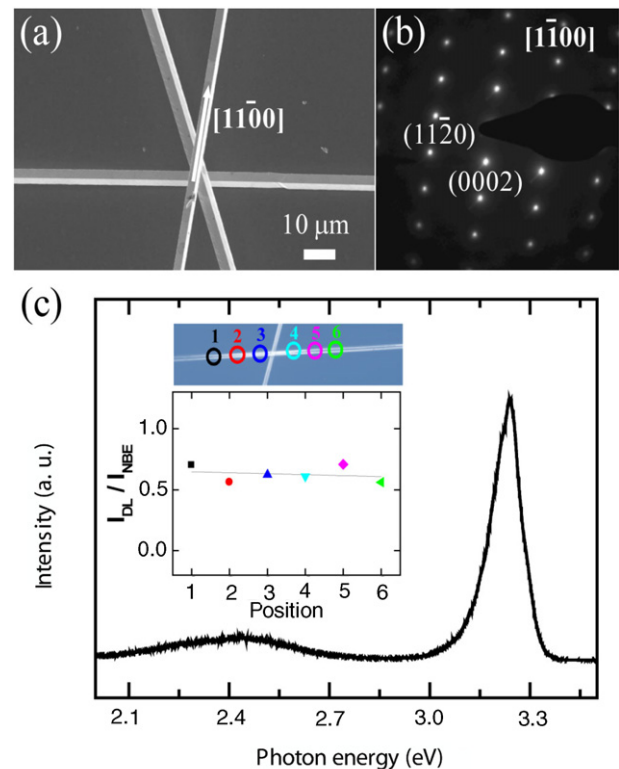 (a)
[11̄00]
10 μm
(b)
[11̄00]
(112̄0)
(0002)
(c)
1 2 3 4 5 6
1.0
0.5
0.0
I_DL / I_NBE
1 2 3 4 5 6
Position
Intensity (a. u.)
2.1 2.4 2.7 3.0 3.3
Photon energy (eV)